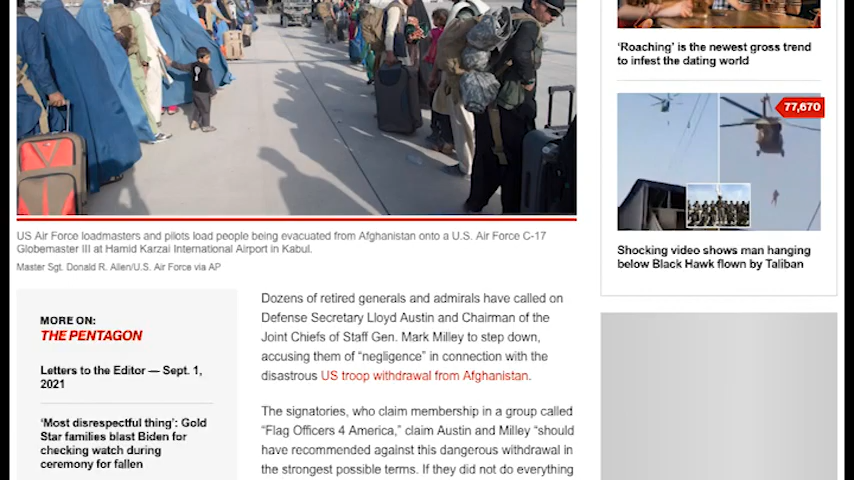 US Air Force loadmasters and pilots load people being evacuated from Afghanistan onto a U.S. Air Force C-17
Globemaster III at Hamid Karzai International Airport in Kabul.
Master Sgt. Donald R. Allen/U.S. Air Force via AP
MORE ON:
THE PENTAGON
Letters to the Editor — Sept. 1,
2021
‘Most disrespectful thing’: Gold
Star families blast Biden for
checking watch during
ceremony for fallen
Dozens of retired generals and admirals have called on
Defense Secretary Lloyd Austin and Chairman of the
Joint Chiefs of Staff Gen. Mark Milley to step down,
accusing them of “negligence” in connection with the
disastrous US troop withdrawal from Afghanistan.
The signatories, who claim membership in a group called
“Flag Officers 4 America,” claim Austin and Milley “should
have recommended against this dangerous withdrawal in
the strongest possible terms. If they did not do everything
‘Roaching’ is the newest gross trend
to infest the dating world
77,670
Shocking video shows man hanging
below Black Hawk flown by Taliban